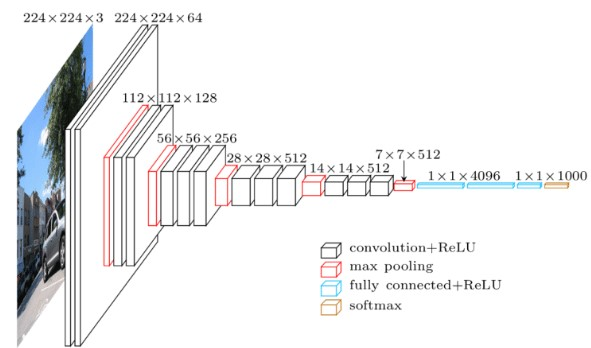 224×224×3
224×224×64
112×112×128
56×56×256
28×28×512
14×14×512
7×7×512
1×1×4096
1×1×1000
convolution+ReLU
max pooling
fully connected+ReLU
softmax